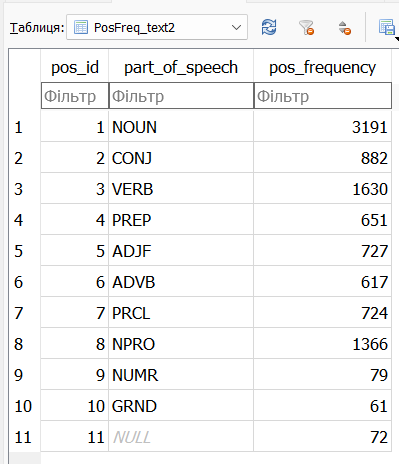 Таблиця: PosFreq_text2
pos_id part_of_speech pos_frequency
Фільтр Фільтр Фільтр
1 1 NOUN 3191
2 2 CONJ 882
3 3 VERB 1630
4 4 PREP 651
5 5 ADJF 727
6 6 ADVB 617
7 7 PRCL 724
8 8 NPRO 1366
9 9 NUMR 79
10 10 GRND 61
11 11 NULL 72